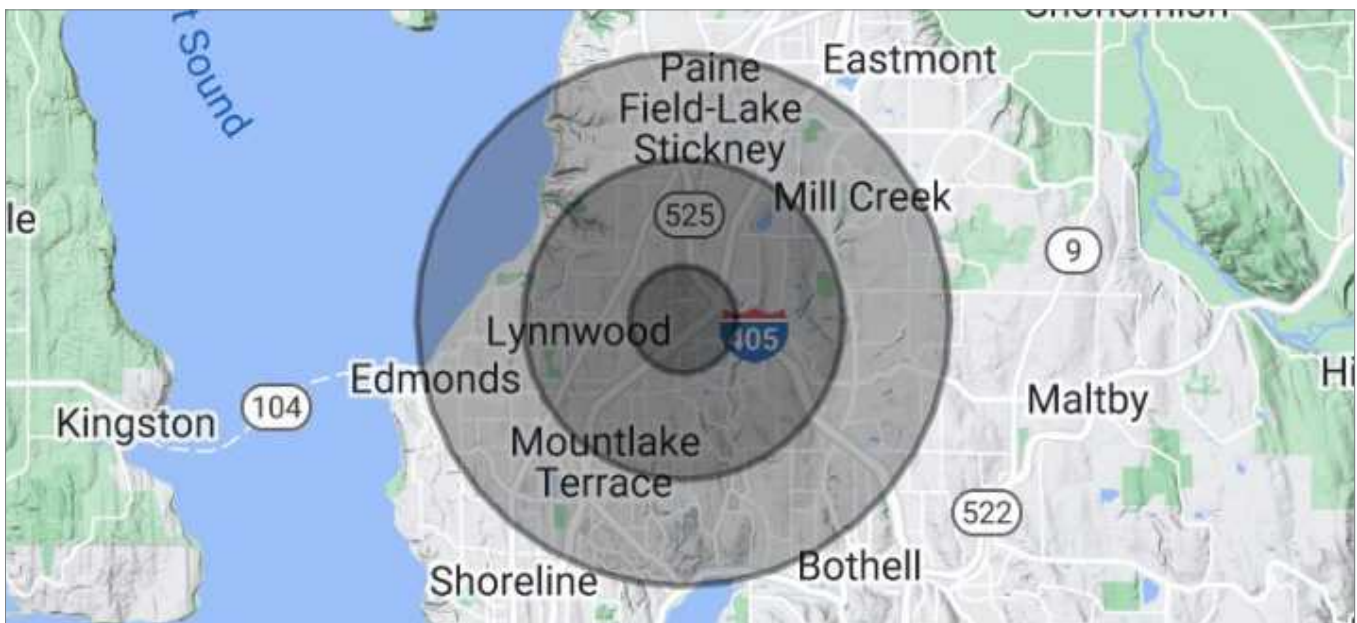 t Sound
Paine
Field-Lake
Stickney
Eastmont
525
Mill Creek
le
9
Lynnwood
405
Edmonds
Kingston
104
Maltby
Hi
Mountlake
Terrace
522
Shoreline
Bothell